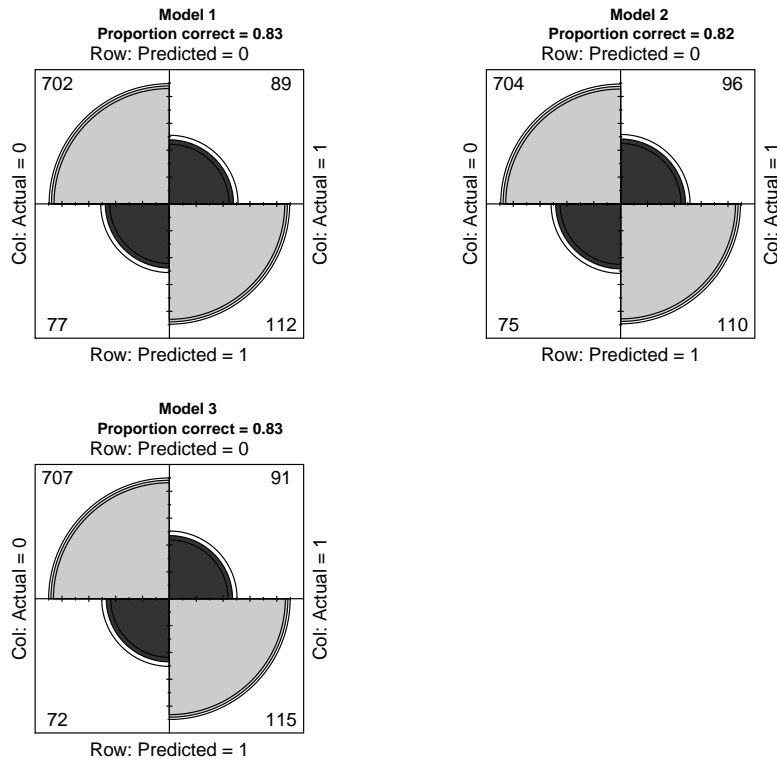 Model 1
Proportion correct = 0.83
Row: Predicted = 0
702
89
Col: Actual = 0
Col: Actual = 1
77
112
Row: Predicted = 1
Model 2
Proportion correct = 0.82
Row: Predicted = 0
704
96
Col: Actual = 0
Col: Actual = 1
75
110
Row: Predicted = 1
Model 3
Proportion correct = 0.83
Row: Predicted = 0
707
91
Col: Actual = 0
Col: Actual = 1
72
115
Row: Predicted = 1